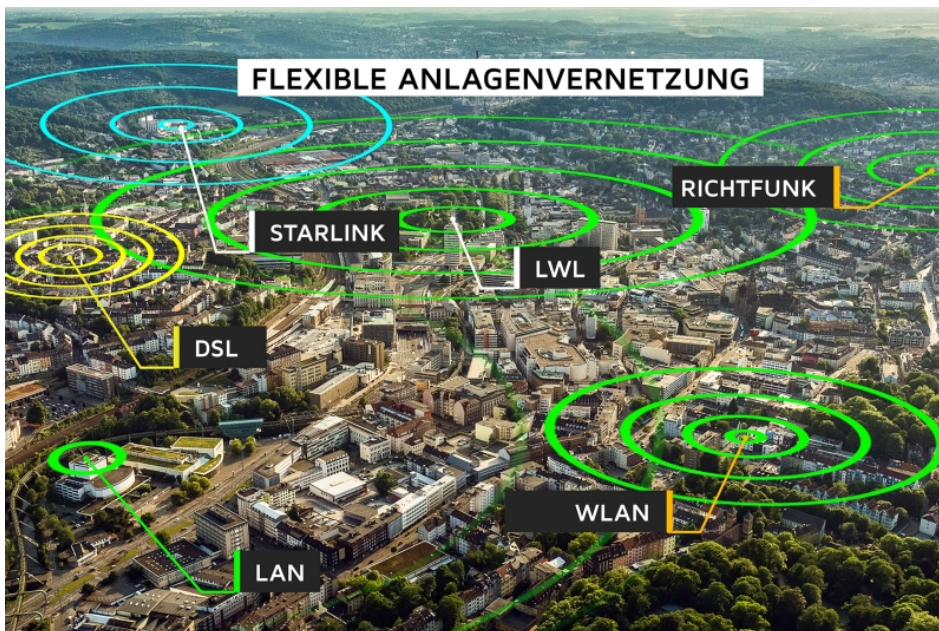 FLEXIBLE ANLAGENVERNETZUNG
RICHTFUNK
STARLINK
LWL
DSL
WLAN
LAN